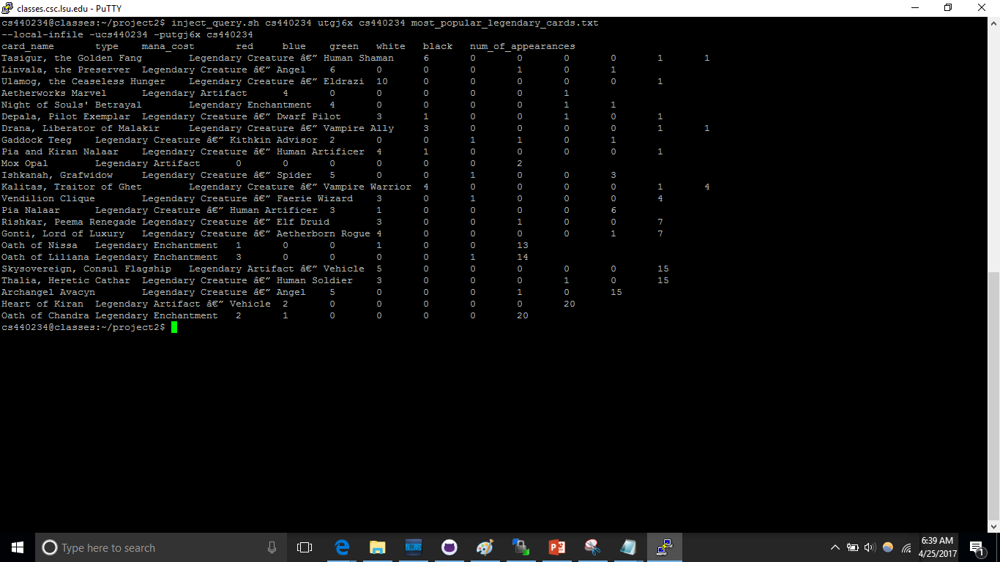 classes.csc.lsu.edu - PuTTY
cs440234@classes:~/project2$ inject_query.sh cs440234 utgj6x cs440234 most_popular_legendary_cards.txt
--local-infile -ucs440234 -putgj6x cs440234
card_name type mana_cost red blue green white black num_of_appearances
Tasigur, the Golden Fang Legendary Creature â€” Human Shaman 6 0 0 0 0 1 1
Linvala, the Preserver Legendary Creature â€” Angel 6 0 0 0 1 0 1
Ulamog, the Ceaseless Hunger Legendary Creature â€” Eldrazi 10 0 0 0 0 0 1
Aetherworks Marvel Legendary Artifact 4 0 0 0 0 0 1
Night of Souls' Betrayal Legendary Enchantment 4 0 0 0 0 1 1
Depala, Pilot Exemplar Legendary Creature â€” Dwarf Pilot 3 1 0 0 1 0 1
Drana, Liberator of Malakir Legendary Creature â€” Vampire Ally 3 0 0 0 0 1 1
Gaddock Teeg Legendary Creature â€” Kithkin Advisor 2 0 0 1 1 0 1
Pia and Kiran Nalaar Legendary Creature â€” Human Artificer 4 1 0 0 0 0 1
Mox Opal Legendary Artifact 0 0 0 0 0 0 2
Ishkanah, Grafwidow Legendary Creature â€” Spider 5 0 0 1 0 0 3
Kalitas, Traitor of Ghet Legendary Creature â€” Vampire Warrior 4 0 0 0 0 1 4
Vendilion Clique Legendary Creature â€” Faerie Wizard 3 0 1 0 0 0 4
Pia Nalaar Legendary Creature â€” Human Artificer 3 1 0 0 0 0 6
Rishkar, Peema Renegade Legendary Creature â€” Elf Druid 3 0 0 1 0 0 7
Gonti, Lord of Luxury Legendary Creature â€” Aetherborn Rogue 4 0 0 0 0 1 7
Oath of Nissa Legendary Enchantment 1 0 0 1 0 0 13
Oath of Liliana Legendary Enchantment 3 0 0 0 0 1 14
Skysovereign, Consul Flagship Legendary Artifact â€” Vehicle 5 0 0 0 0 0 15
Thalia, Heretic Cathar Legendary Creature â€” Human Soldier 3 0 0 0 1 0 15
Archangel Avacyn Legendary Creature â€” Angel 5 0 0 0 1 0 15
Heart of Kiran Legendary Artifact â€” Vehicle 2 0 0 0 0 0 20
Oath of Chandra Legendary Enchantment 2 1 0 0 0 0 20
cs440234@classes:~/project2$
Type here to search
6:39 AM
4/25/2017
1